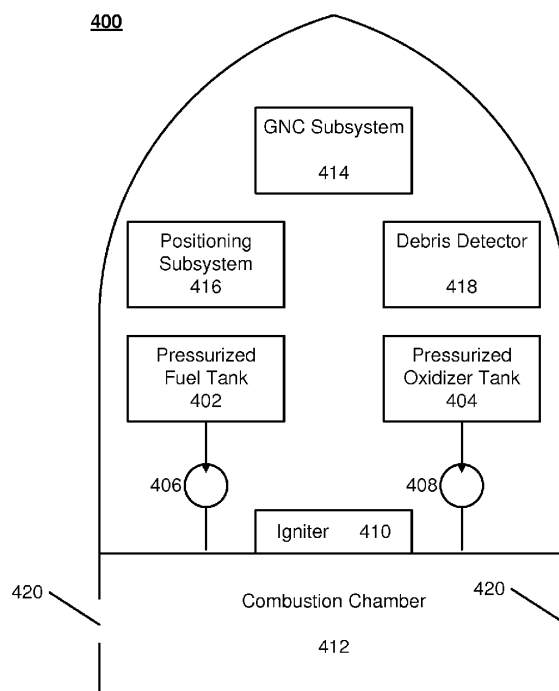 400
GNC Subsystem
414
Positioning
Subsystem
416
Debris Detector
418
Pressurized
Fuel Tank
402
Pressurized
Oxidizer Tank
404
406
408
Igniter 410
420
Combustion Chamber
420
412